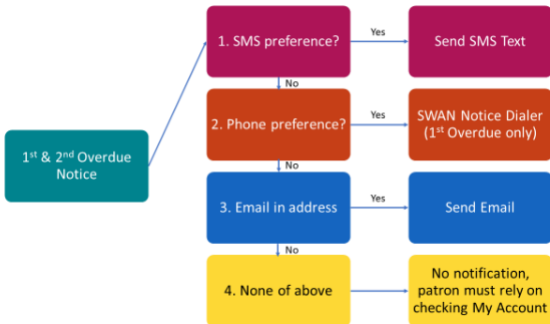 1. SMS preference?
Yes
Send SMS Text
No
2. Phone preference?
Yes
SWAN Notice Dialer
(1st Overdue only)
1st & 2nd Overdue
Notice
No
3. Email in address
Yes
Send Email
No
4. None of above
No notification,
patron must rely on
checking My Account